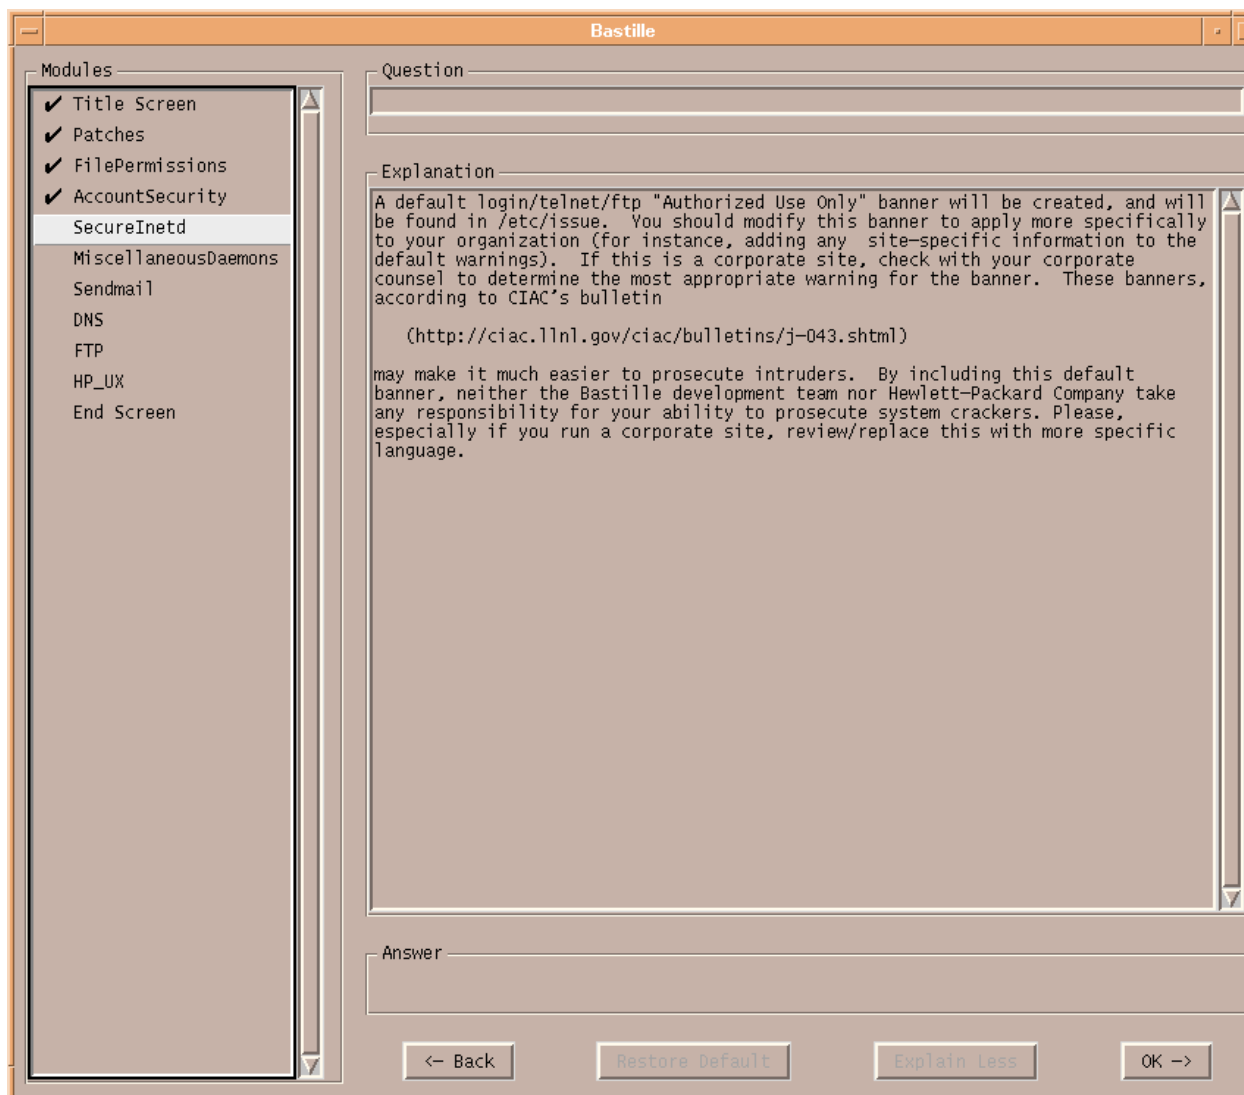 Bastille
Modules
Title Screen
Patches
FilePermissions
AccountSecurity
SecureInetd
MiscellaneousDaemons
Sendmail
DNS
FTP
HP_UX
End Screen
Question
Explanation
A default login/telnet/ftp "Authorized Use Only" banner will be created, and will
be found in /etc/issue.  You should modify this banner to apply more specifically
to your organization (for instance, adding any  site-specific information to the
default warnings).  If this is a corporate site, check with your corporate
counsel to determine the most appropriate warning for the banner.  These banners,
according to CIAC's bulletin
(http://ciac.llnl.gov/ciac/bulletins/j-043.shtml)
may make it much easier to prosecute intruders.  By including this default
banner, neither the Bastille development team nor Hewlett-Packard Company take
any responsibility for your ability to prosecute system crackers. Please,
especially if you run a corporate site, review/replace this with more specific
language.
Answer
<- Back
Restore Default
Explain Less
OK ->